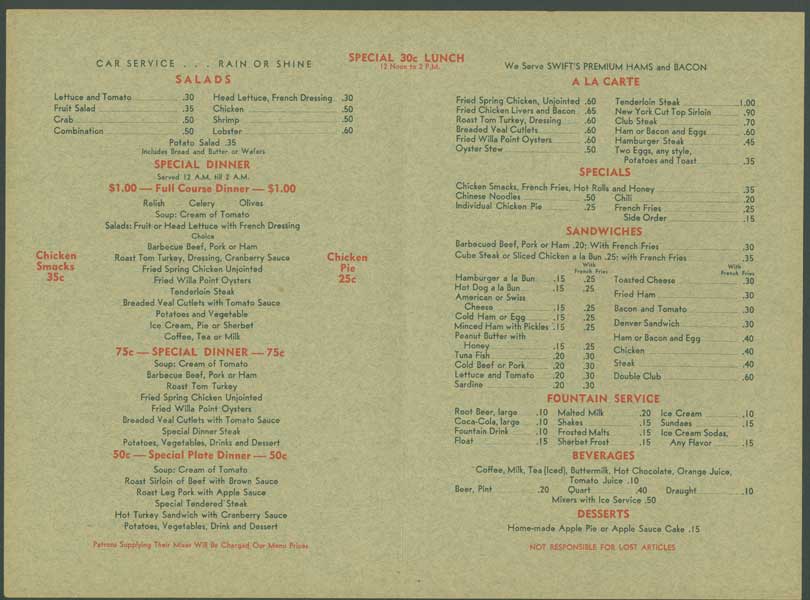 CAR SERVICE . . . RAIN OR SHINE
SALADS
Lettuce and Tomato .30
Fruit Salad .35
Crab .50
Combination .50
Head Lettuce, French Dressing .30
Chicken .50
Shrimp .50
Lobster .60
Potato Salad .35
Includes Bread and Butter or Wafers
SPECIAL DINNER
Served 12 A.M. till 2 A.M.
$1.00 — Full Course Dinner — $1.00
Relish Celery Olives
Soup: Cream of Tomato
Salads: Fruit or Head Lettuce with French Dressing
Choice
Barbecue Beef, Pork or Ham
Roast Tom Turkey, Dressing, Cranberry Sauce
Fried Spring Chicken Unjointed
Fried Willa Point Oysters
Tenderloin Steak
Breaded Veal Cutlets with Tomato Sauce
Potatoes and Vegetable
Ice Cream, Pie or Sherbet
Coffee, Tea or Milk
Chicken
Smacks
35c
Chicken
Pie
25c
75c — SPECIAL DINNER — 75c
Soup: Cream of Tomato
Barbecue Beef, Pork or Ham
Roast Tom Turkey
Fried Spring Chicken Unjointed
Fried Willa Point Oysters
Breaded Veal Cutlets with Tomato Sauce
Special Dinner Steak
Potatoes, Vegetables, Drinks and Dessert
50c — Special Plate Dinner — 50c
Soup: Cream of Tomato
Roast Sirloin of Beef with Brown Sauce
Roast Leg Pork with Apple Sauce
Special Tendered Steak
Hot Turkey Sandwich with Cranberry Sauce
Potatoes, Vegetables, Drink and Dessert
Patrons Supplying Their Mixer Will Be Charged Our Menu Prices
SPECIAL 30c LUNCH
12 Noon to 2 P.M.
We Serve SWIFT'S PREMIUM HAMS and BACON
A LA CARTE
Fried Spring Chicken, Unjointed .60
Fried Chicken Livers and Bacon .65
Roast Tom Turkey, Dressing .60
Breaded Veal Cutlets .60
Fried Willa Point Oysters .60
Oyster Stew .50
Tenderloin Steak 1.00
New York Cut Top Sirloin .90
Club Steak .70
Ham or Bacon and Eggs .60
Hamburger Steak .45
Two Eggs, any style,
Potatoes and Toast .35
SPECIALS
Chicken Smacks, French Fries, Hot Rolls and Honey .35
Chinese Noodles .50
Individual Chicken Pie .25
Chili .20
French Fries .25
Side Order .15
SANDWICHES
Barbecued Beef, Pork or Ham .20; With French Fries .30
Cube Steak or Sliced Chicken a la Bun .25: with French Fries .35
With
French Fries
Hamburger a la Bun .15 .25
Hot Dog a la Bun .15 .25
American or Swiss
Cheese .15 .25
Cold Ham or Egg .15 .25
Minced Ham with Pickles .15 .25
Peanut Butter with
Honey .15 .25
Tuna Fish .20 .30
Cold Beef or Pork .20 .30
Lettuce and Tomato .20 .30
Sardine .20 .30
With
French Fries
Toasted Cheese .30
Fried Ham .30
Bacon and Tomato .30
Denver Sandwich .30
Ham or Bacon and Egg .40
Chicken .40
Steak .40
Double Club .60
FOUNTAIN SERVICE
Root Beer, large .10
Coca-Cola, large .10
Fountain Drink .10
Float .15
Malted Milk .20
Shakes .15
Frosted Malts .15
Sherbet Frost .15
Ice Cream .10
Sundaes .15
Ice Cream Sodas,
Any Flavor .15
BEVERAGES
Coffee, Milk, Tea (Iced), Buttermilk, Hot Chocolate, Orange Juice,
Tomato Juice .10
Beer, Pint .20 Quart .40 Draught .10
Mixers with Ice Service .50
DESSERTS
Home-made Apple Pie or Apple Sauce Cake .15
NOT RESPONSIBLE FOR LOST ARTICLES